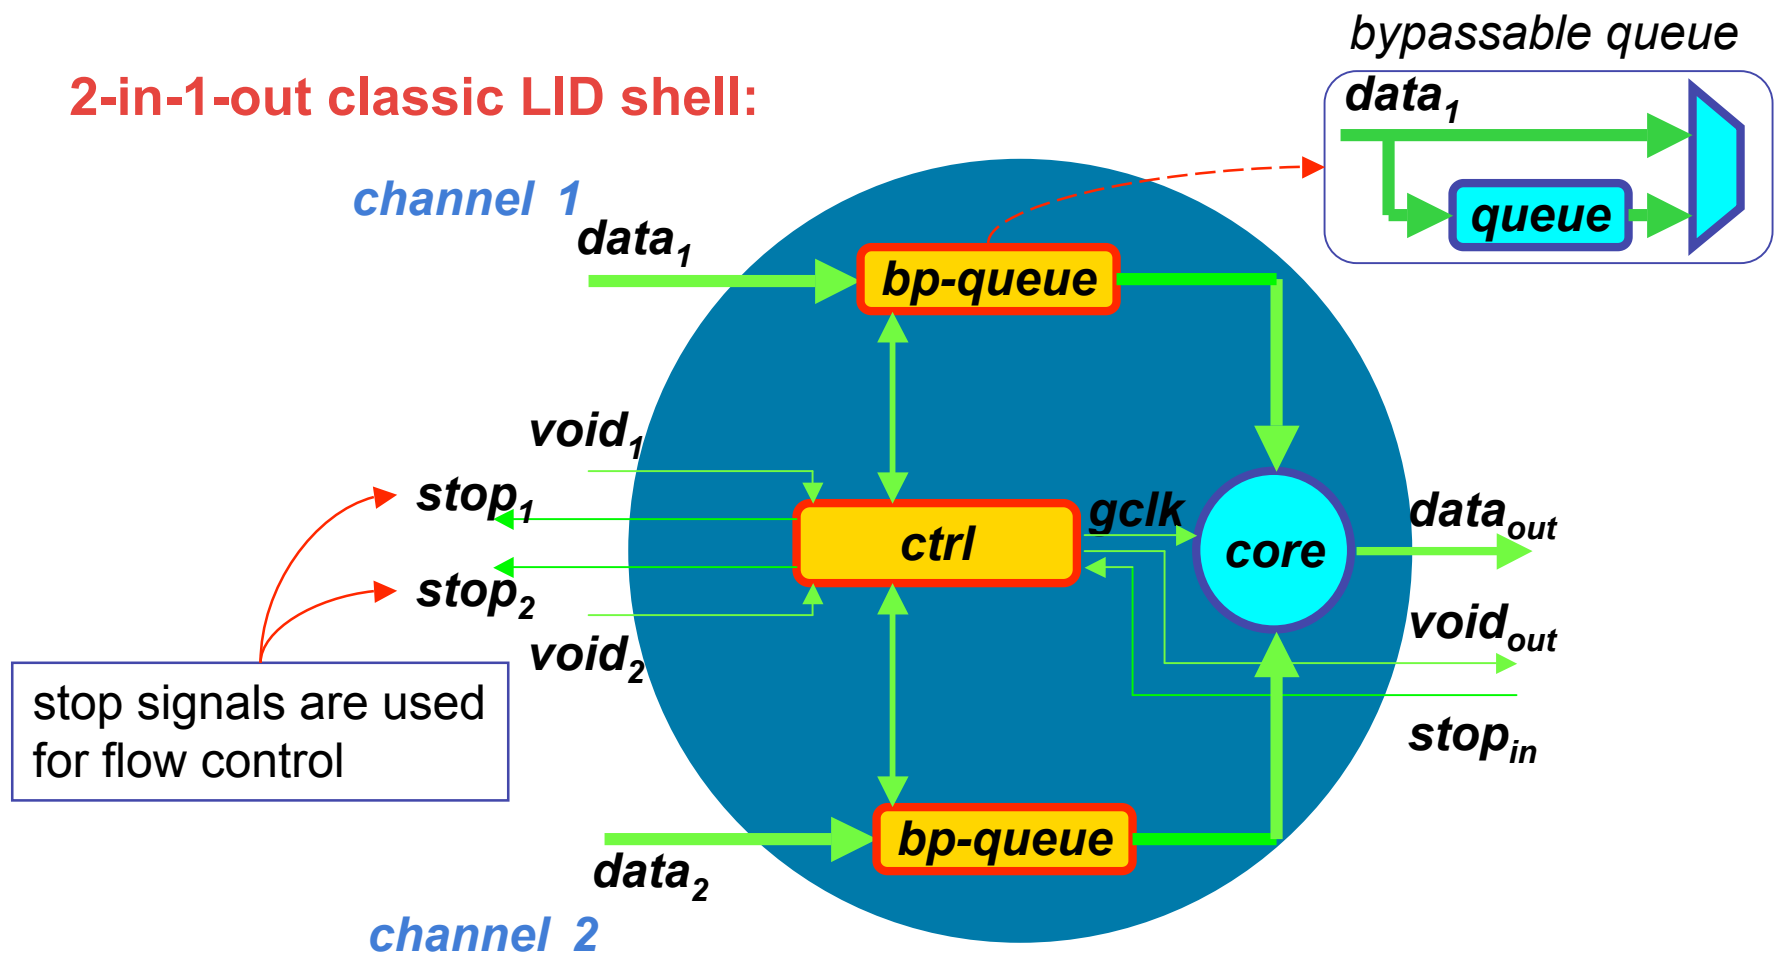 bypassable queue
2-in-1-out classic LID shell:
data1
queue
channel 1
data1
bp-queue
void1
stop1
ctrl
gclk
core
dataout
stop2
void2
voidout
stopin
stop signals are used
for flow control
bp-queue
data2
channel 2